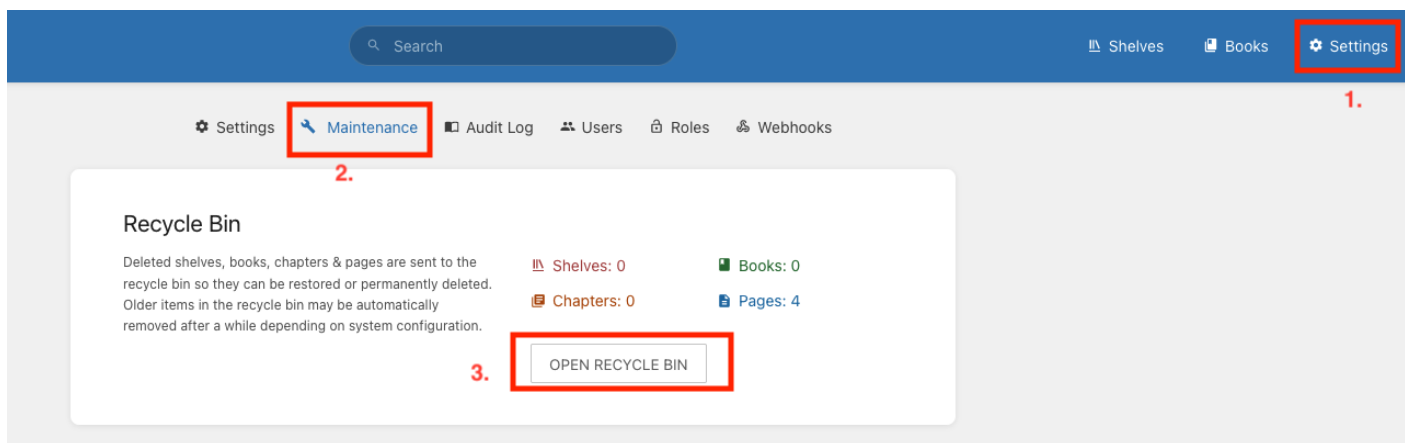 Search
Shelves
Books
Settings
1.
Settings
Maintenance
Audit Log
Users
Roles
Webhooks
2.
Recycle Bin
Deleted shelves, books, chapters & pages are sent to the
recycle bin so they can be restored or permanently deleted.
Older items in the recycle bin may be automatically
removed after a while depending on system configuration.
Shelves: 0
Books: 0
Chapters: 0
Pages: 4
3.
OPEN RECYCLE BIN